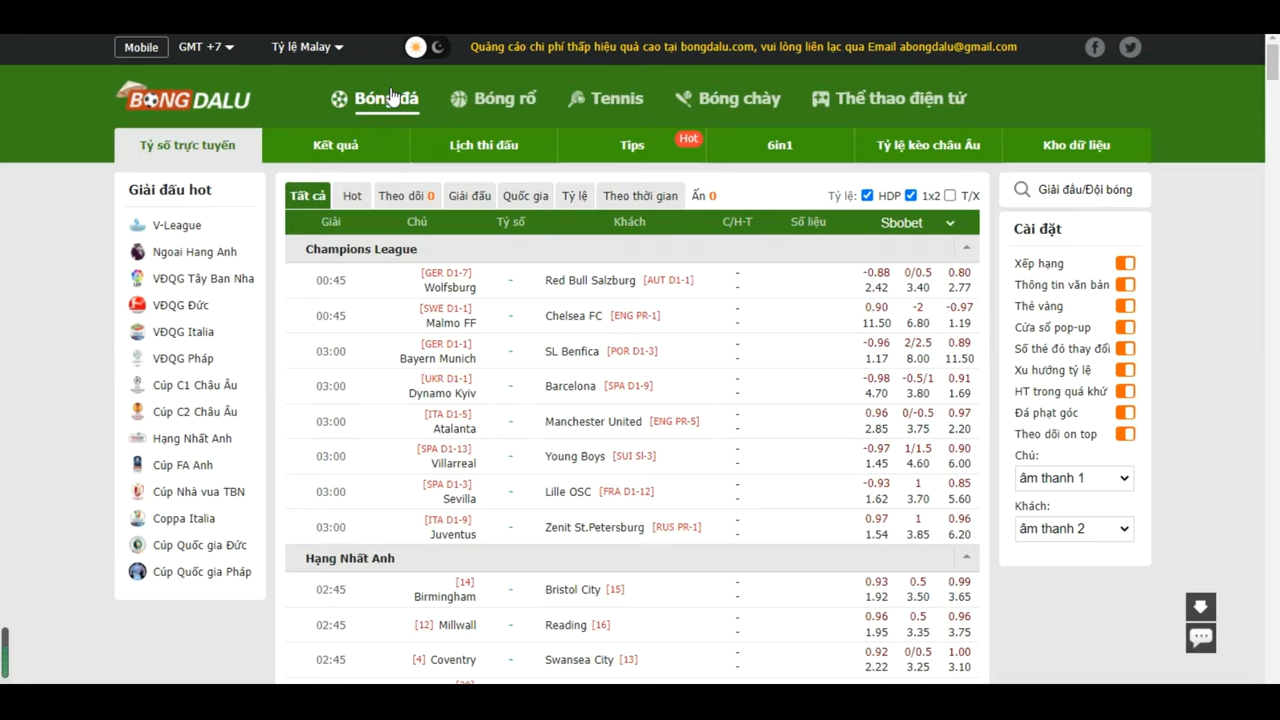 Mobile GMT +7 Tỷ lệ Malay Quảng cáo chi phí thấp hiệu quả cao tại bongdalu.com, vui lòng liên lạc qua Email abongdalu@gmail.com
BONGDALU Bóng đá Bóng rổ Tennis Bóng chày Thể thao điện tử
Hot
Tỷ số trực tuyến Kết quả Lịch thi đấu Tips 6in1 Tỷ lệ kèo châu Âu Kho dữ liệu
Giải đấu hot
V-League
Ngoai Hang Anh
VĐQG Tây Ban Nha
VĐQG Đức
VĐQG Italia
VĐQG Pháp
Cúp C1 Châu Âu
Cúp C2 Châu Âu
Hạng Nhất Anh
Cúp FA Anh
Cúp Nhà vua TBN
Coppa Italia
Cúp Quốc gia Đức
Cúp Quốc gia Pháp
Tất cả Hot Theo dõi 0 Giải đấu Quốc gia Tỷ lệ Theo thời gian Ẩn 0 Tỷ lệ: HDP 1x2 T/X
Giải Chủ Tỷ số Khách C/H-T Số liệu Sbobet
Champions League
[GER D1-7] - -0.88 0/0.5 0.80
00:45 - Red Bull Salzburg [AUT D1-1]
Wolfsburg - 2.42 3.40 2.77
[SWE D1-1] - 0.90 -2 -0.97
00:45 - Chelsea FC [ENG PR-1]
Malmo FF - 11.50 6.80 1.19
[GER D1-1] - -0.96 2/2.5 0.89
03:00 - SL Benfica [POR D1-3]
Bayern Munich - 1.17 8.00 11.50
[UKR D1-1] - -0.98 -0.5/1 0.91
03:00 - Barcelona [SPA D1-9]
Dynamo Kyiv - 4.70 3.80 1.69
[ITA D1-5] - 0.96 0/-0.5 0.97
03:00 - Manchester United [ENG PR-5]
Atalanta - 2.85 3.75 2.20
[SPA D1-13] - -0.97 1/1.5 0.90
03:00 - Young Boys [SUI Sl-3]
Villarreal - 1.45 4.60 6.00
[SPA D1-3] - -0.93 1 0.85
03:00 - Lille OSC [FRA D1-12]
Sevilla - 1.62 3.70 5.60
[ITA D1-9] - 0.97 1 0.96
03:00 - Zenit St.Petersburg [RUS PR-1]
Juventus - 1.54 3.85 6.20
Hạng Nhất Anh
[14] - 0.93 0.5 0.99
02:45 - Bristol City [15]
Birmingham - 1.92 3.50 3.65
- 0.96 0.5 0.96
02:45 [12] Millwall - Reading [16]
- 1.95 3.35 3.75
- 0.92 0/0.5 1.00
02:45 [4] Coventry - Swansea City [13]
- 2.22 3.25 3.10
Giải đấu/Đội bóng
Cài đặt
Xếp hạng
Thông tin văn bản
Thẻ vàng
Cửa sổ pop-up
Số thẻ đỏ thay đổi
Xu hướng tỷ lệ
HT trong quá khứ
Đá phạt góc
Theo dõi on top
Chủ:
âm thanh 1
Khách:
âm thanh 2